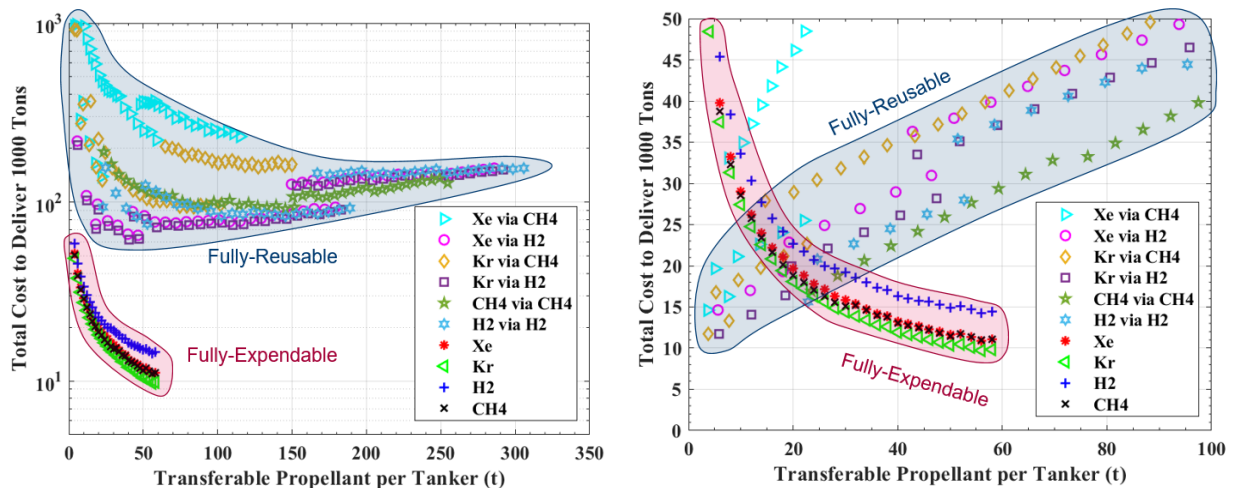 Total Cost to Deliver 1000 Tons
10³
10²
10¹
Fully-Reusable
Fully-Expendable
Xe via CH4
Xe via H2
Kr via CH4
Kr via H2
CH4 via CH4
H2 via H2
Xe
Kr
H2
CH4
0 50 100 150 200 250 300 350
Transferable Propellant per Tanker (t)
Total Cost to Deliver 1000 Tons
50
45
40
35
30
25
20
15
10
5
0
Fully-Reusable
Fully-Expendable
Xe via CH4
Xe via H2
Kr via CH4
Kr via H2
CH4 via CH4
H2 via H2
Xe
Kr
H2
CH4
0 20 40 60 80 100
Transferable Propellant per Tanker (t)